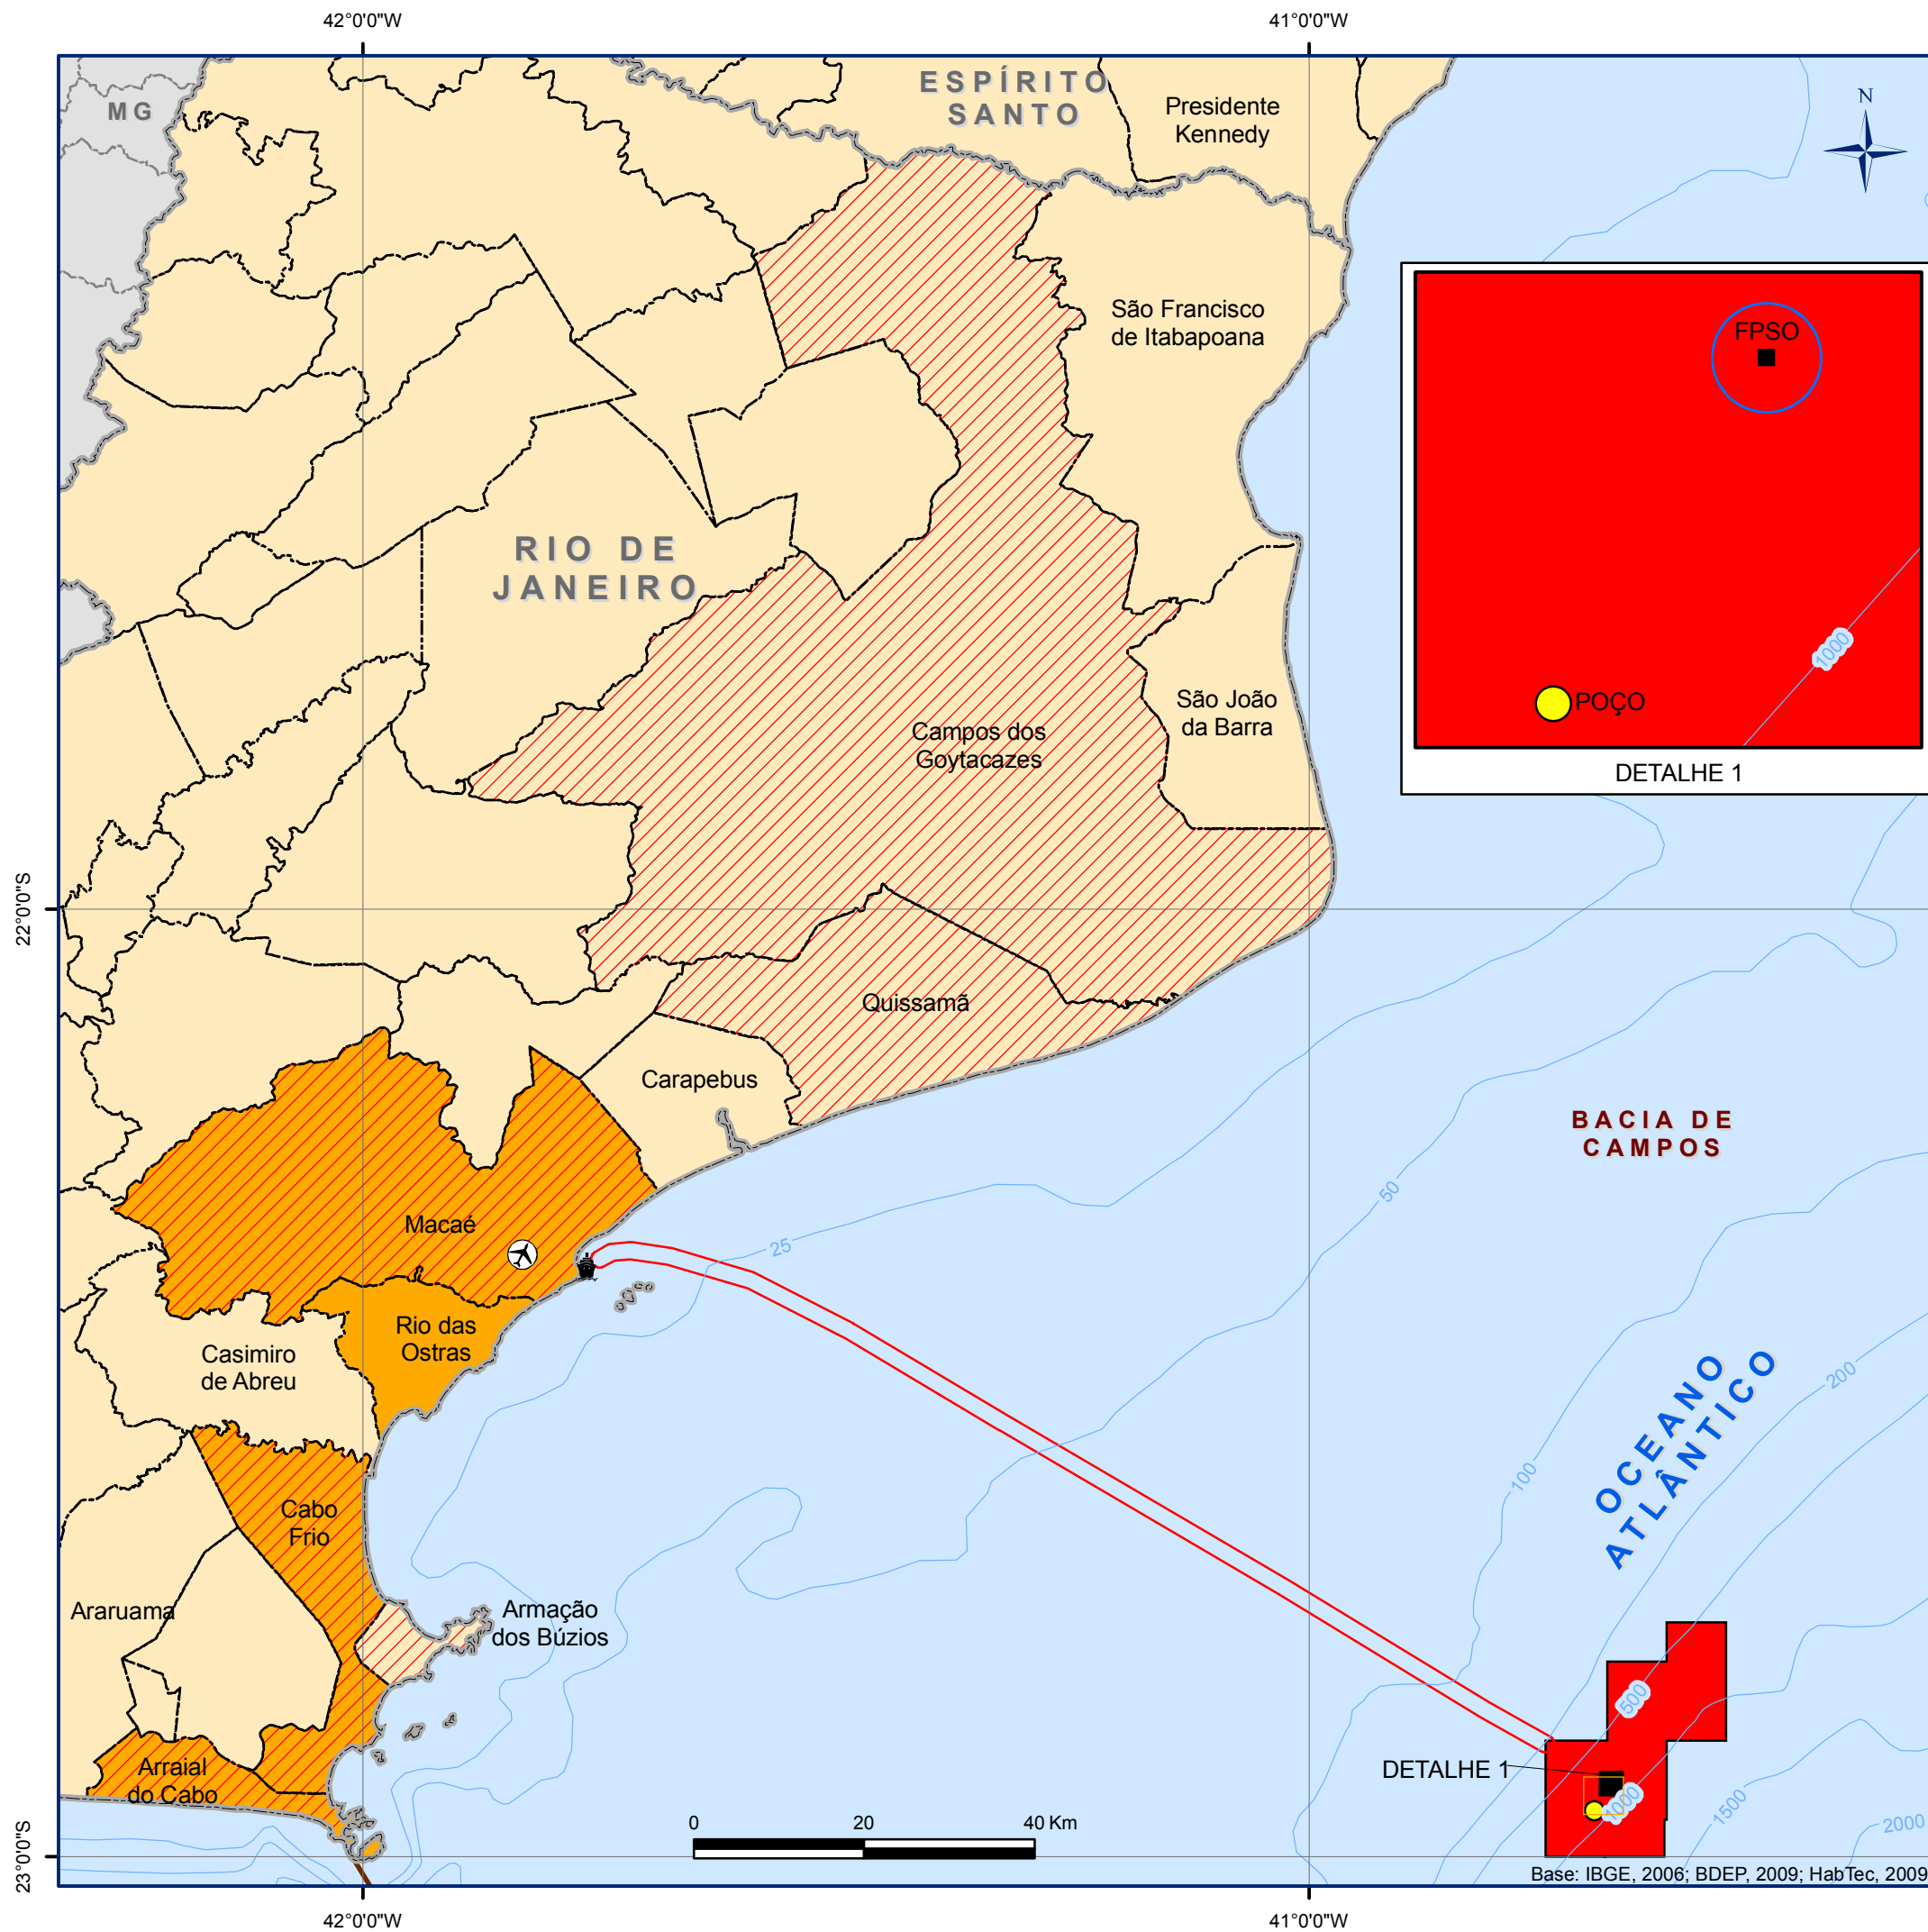 42°0'0"W
41°0'0"W
MG
ESPÍRITO
SANTO
Presidente
Kennedy
N
São Francisco
de Itabapoana
FPSO
RIO DE
JANEIRO
1000
POÇO
São João
da Barra
Campos dos
Goytacazes
DETALHE 1
22°0'0"S
Quissamã
Carapebus
BACIA DE
CAMPOS
50
Macaé
25
Rio das
Ostras
Casimiro
de Abreu
200
OCEANO
ATLÂNTICO
100
Cabo
Frio
Araruama
Armação
dos Búzios
500
Arraial
do Cabo
DETALHE 1
1000
1500
2000
0
20
40 Km
23°0'0"S
Base: IBGE, 2006; BDEP, 2009; HabTec, 2009
42°0'0"W
41°0'0"W